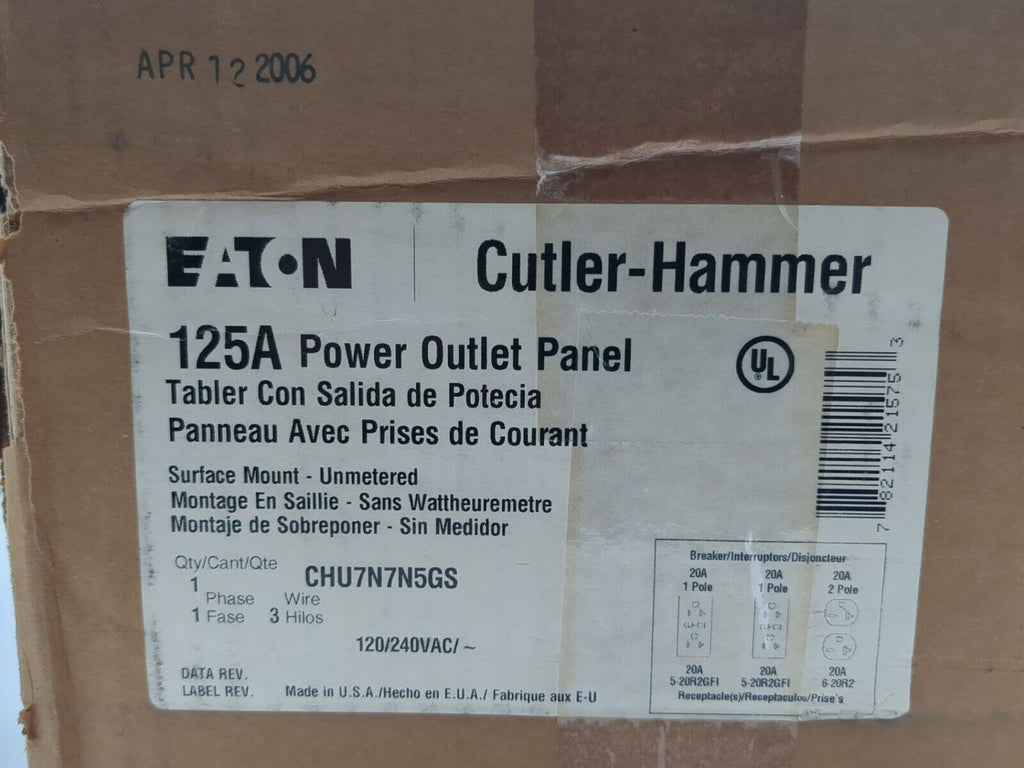 APR 12 2006
EATON
Cutler-Hammer
125A Power Outlet Panel
Tabler Con Salida de Potecia
Panneau Avec Prises de Courant
UL
Surface Mount - Unmetered
Montage En Saillie - Sans Wattheuremetre
Montaje de Sobreponer - Sin Medidor
7 82114 21575 3
Qty/Cant/Qte
1
CHU7N7N5GS
Phase Wire
1 Fase 3 Hilos
120/240VAC/ ~
DATA REV.
LABEL REV.
Made in U.S.A./Hecho en E.U.A./ Fabrique aux E-U
Breaker/Interruptors/Disjoncteur
20A 20A 20A
1 Pole 1 Pole 2 Pole
GFCI GFCI
20A 20A 20A
5-20R2GFI 5-20R2GFI 6-20R2
Receptacle(s)/Receptaculos/Prise's